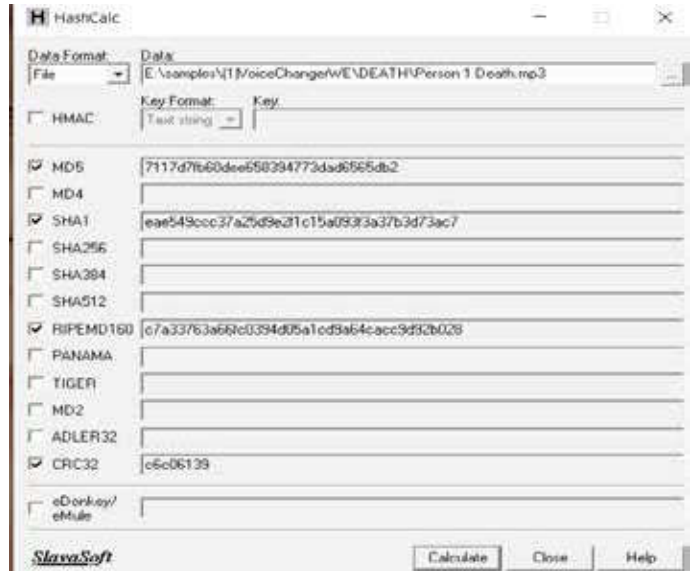 HashCalc
Data Format: Data:
File E:\samples\(1)VoiceChangerWE\DEATH\Person 1 Death.mp3 ...
Key Format: Key:
HMAC Text string
MD5 7117d7fb60dee658394773dad6565db2
MD4
SHA1 eae549ccc37a25d9e2f1c15a093f3a37b3d73ac7
SHA256
SHA384
SHA512
RIPEMD160 c7a33763a66fc0394d05a1cd9a64cacc9d92b028
PANAMA
TIGER
MD2
ADLER32
CRC32 c6c06139
eDonkey/
eMule
SlavaSoft Calculate Close Help